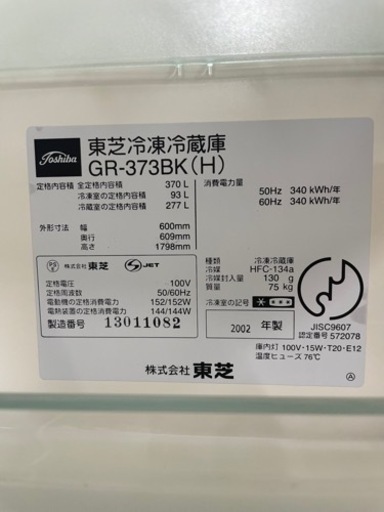 Toshiba
東芝冷凍冷蔵庫
GR-373BK(H)
定格内容積 全定格内容積 370 L
冷凍室の定格内容積 93 L
冷蔵室の定格内容積 277 L
消費電力量 50Hz 340 kWh/年
60Hz 340 kWh/年
外形寸法 幅 600mm
奥行 609mm
高さ 1798mm
株式会社 東芝 S JET
種類 冷凍冷蔵庫
冷媒 HFC-134a
冷媒封入量 130 g
質量 75 kg
定格電圧 100V
定格周波数 50/60Hz
電動機の定格消費電力 152/152W
電熱装置の定格消費電力 144/144W
製造番号 13011082
冷凍室の記号
2002 年製
JISC9607
認定番号 572078
庫内灯 100V・15W・T20・E12
温度ヒューズ 76℃
株式会社 東芝
A